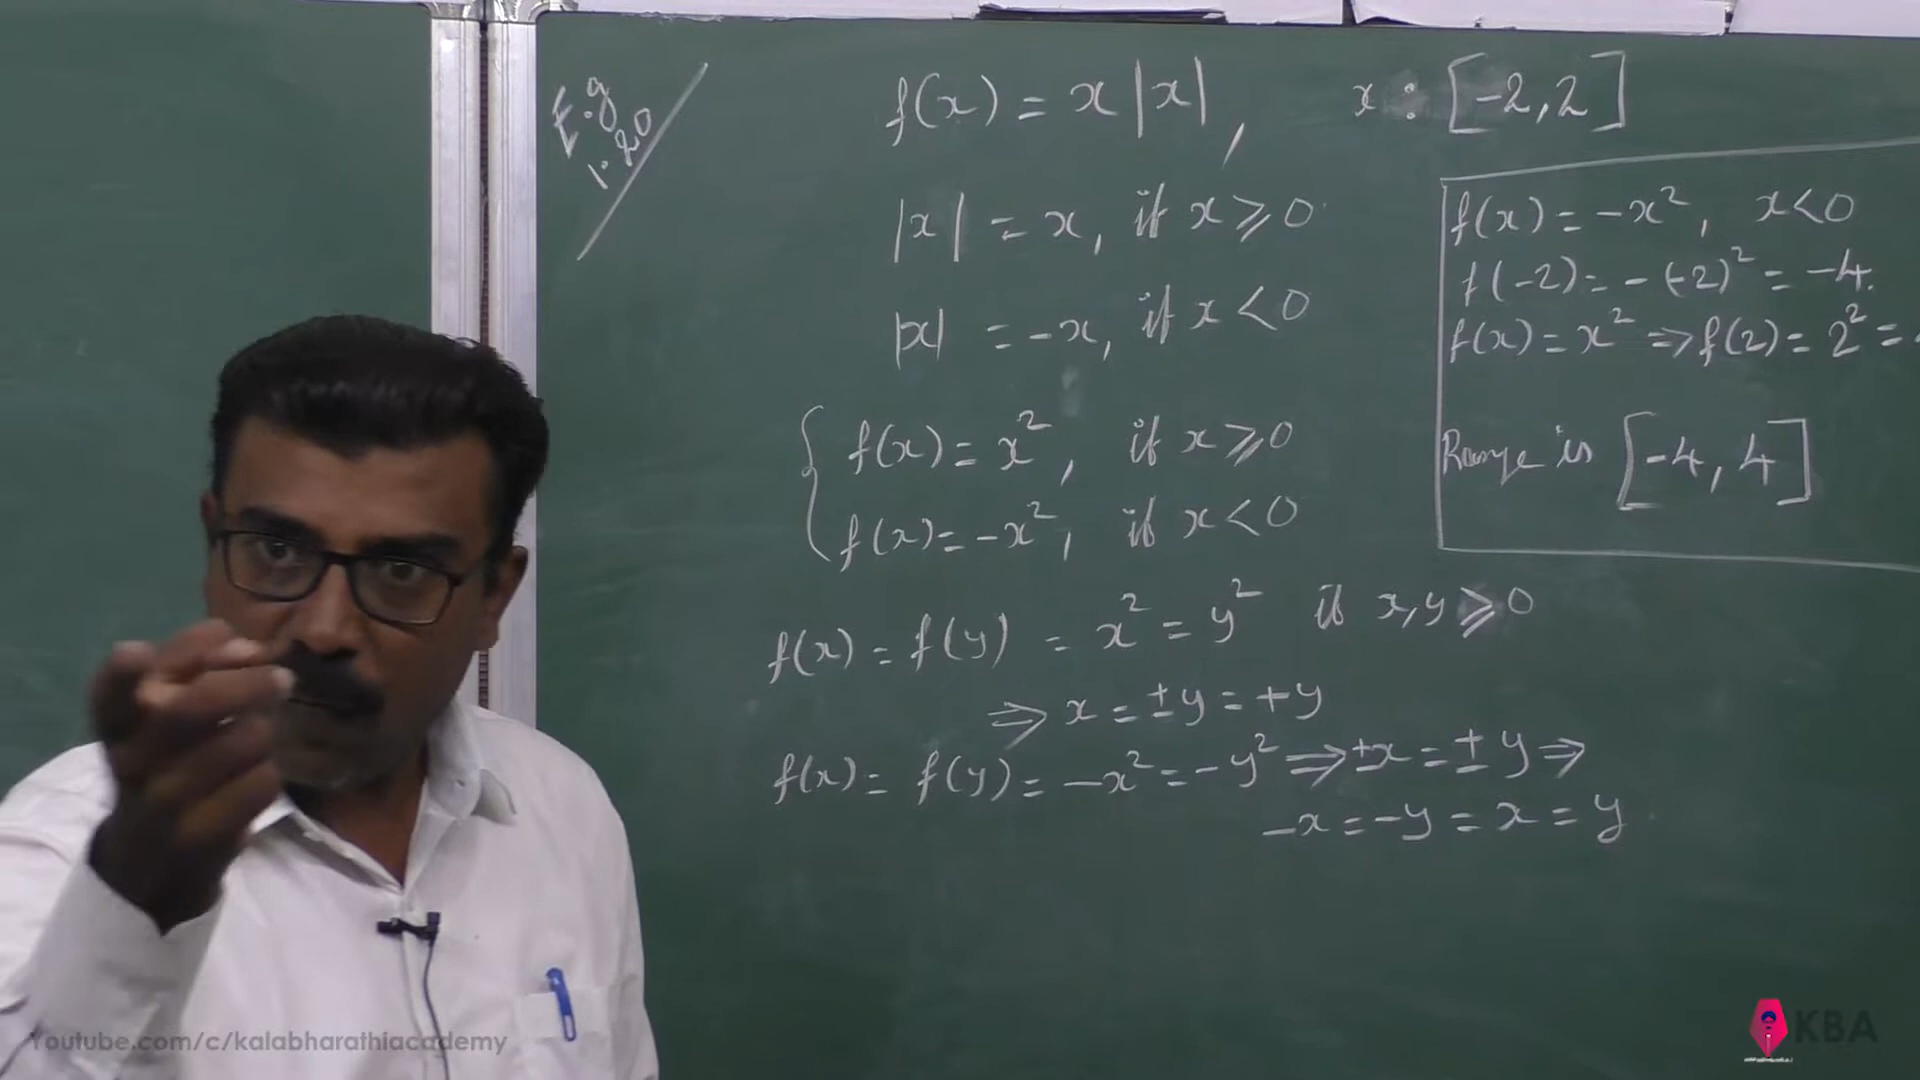 E.g
1.20
f(x) = x|x|, x : [-2, 2]
|x| = x, if x ⩾ 0
|x| = -x, if x < 0
f(x) = x², if x ⩾ 0
f(x) = -x², if x < 0
f(x) = f(y) = x² = y² if x, y ⩾ 0
⇒ x = ±y = +y
f(x) = f(y) = -x² = -y² ⇒ ±x = ±y ⇒
-x = -y = x = y
f(x) = -x², x < 0
f(-2) = -(-2)² = -4.
f(x) = x² ⇒ f(2) = 2² =
Range is [-4, 4]
Youtube.com/c/kalabharathiacademy
KBA